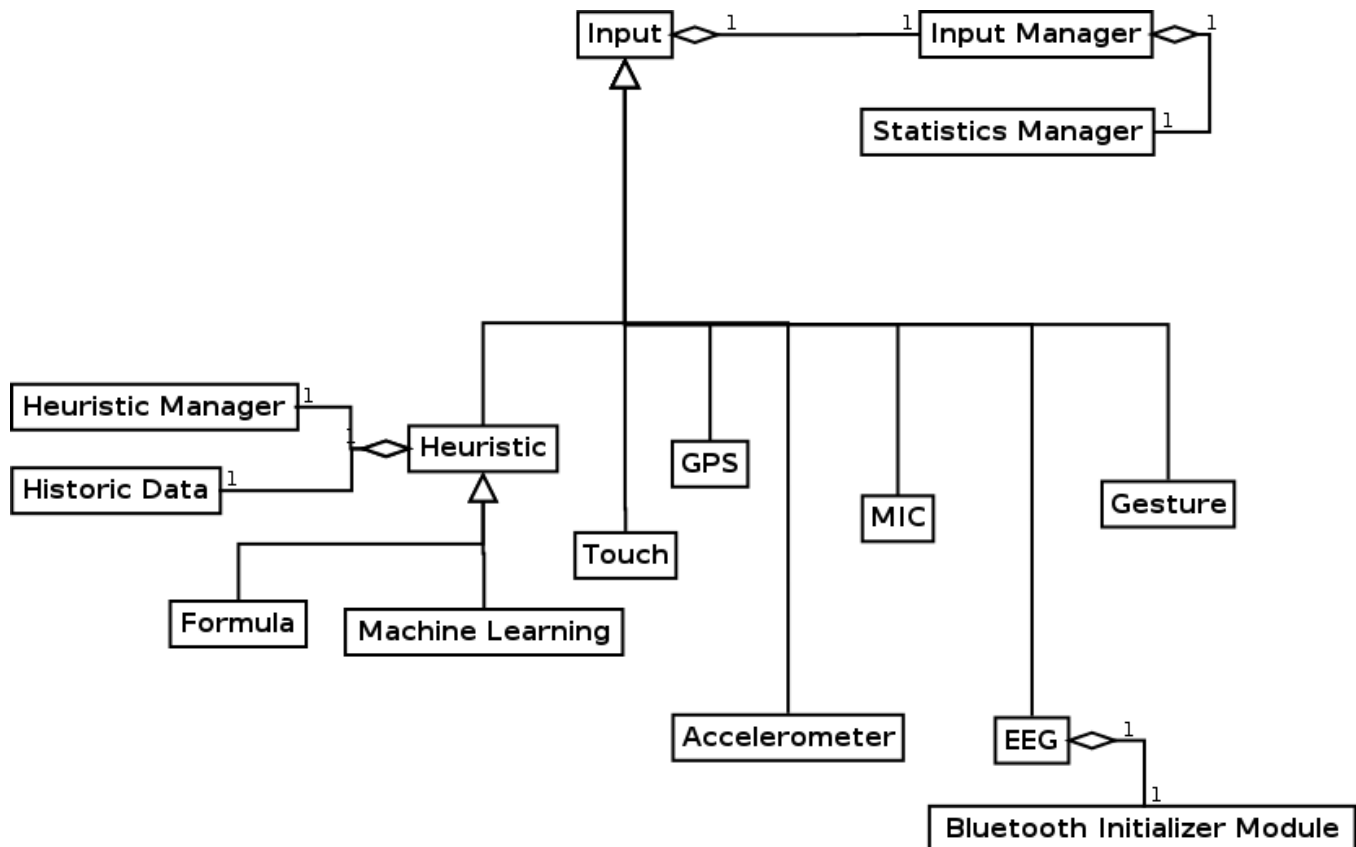 Input
1
1
Input Manager
1
Statistics Manager
1
Heuristic Manager
1
1
Heuristic
Historic Data
1
GPS
MIC
Gesture
Touch
Formula
Machine Learning
Accelerometer
EEG
1
1
Bluetooth Initializer Module